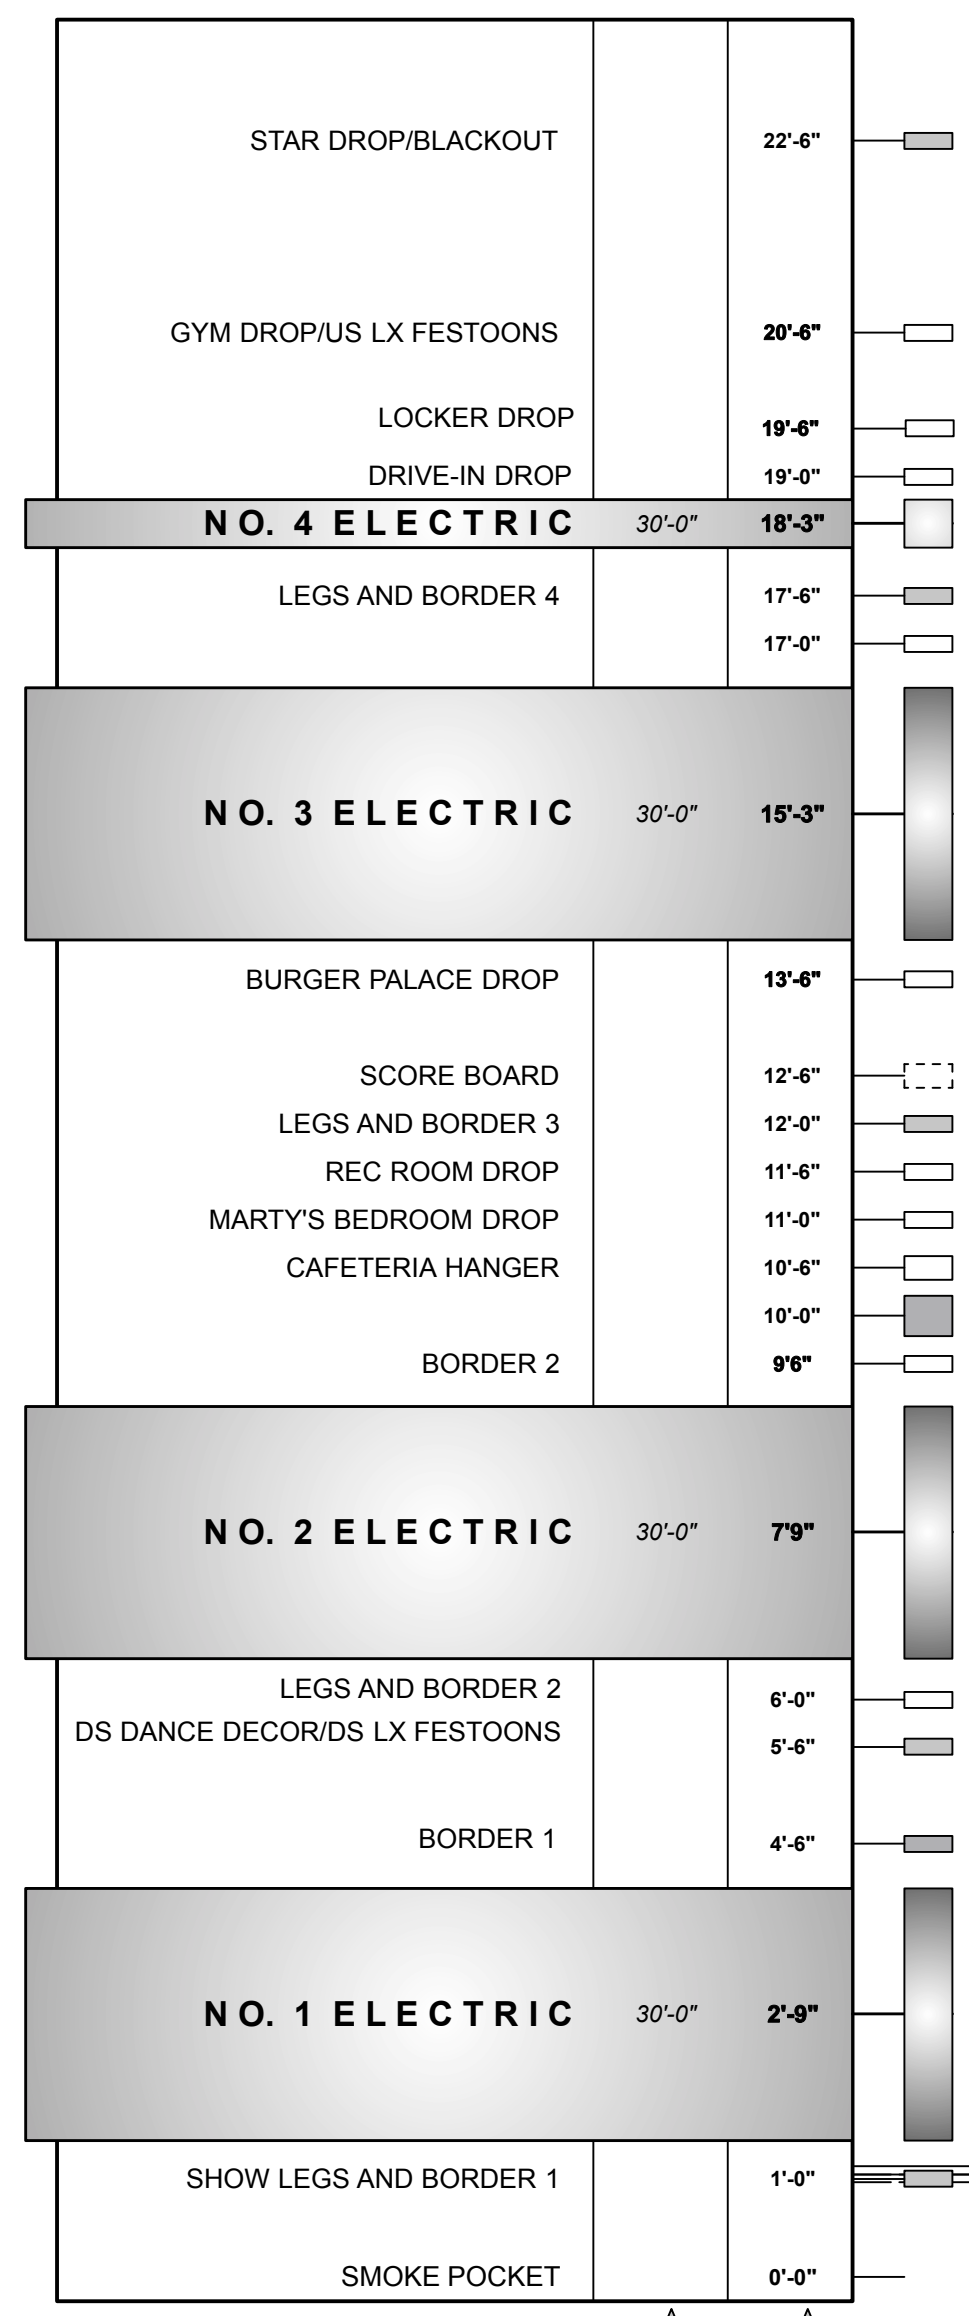 STAR DROP/BLACKOUT 22'-6"
GYM DROP/US LX FESTOONS 20'-6"
LOCKER DROP 19'-6"
DRIVE-IN DROP 19'-0"
NO. 4 ELECTRIC 30'-0" 18'-3"
LEGS AND BORDER 4 17'-6"
17'-0"
NO. 3 ELECTRIC 30'-0" 15'-3"
BURGER PALACE DROP 13'-6"
SCORE BOARD 12'-6"
LEGS AND BORDER 3 12'-0"
REC ROOM DROP 11'-6"
MARTY'S BEDROOM DROP 11'-0"
CAFETERIA HANGER 10'-6"
10'-0"
BORDER 2 9'6"
NO. 2 ELECTRIC 30'-0" 7'9"
LEGS AND BORDER 2 6'-0"
DS DANCE DECOR/DS LX FESTOONS 5'-6"
BORDER 1 4'-6"
NO. 1 ELECTRIC 30'-0" 2'-9"
SHOW LEGS AND BORDER 1 1'-0"
SMOKE POCKET 0'-0"